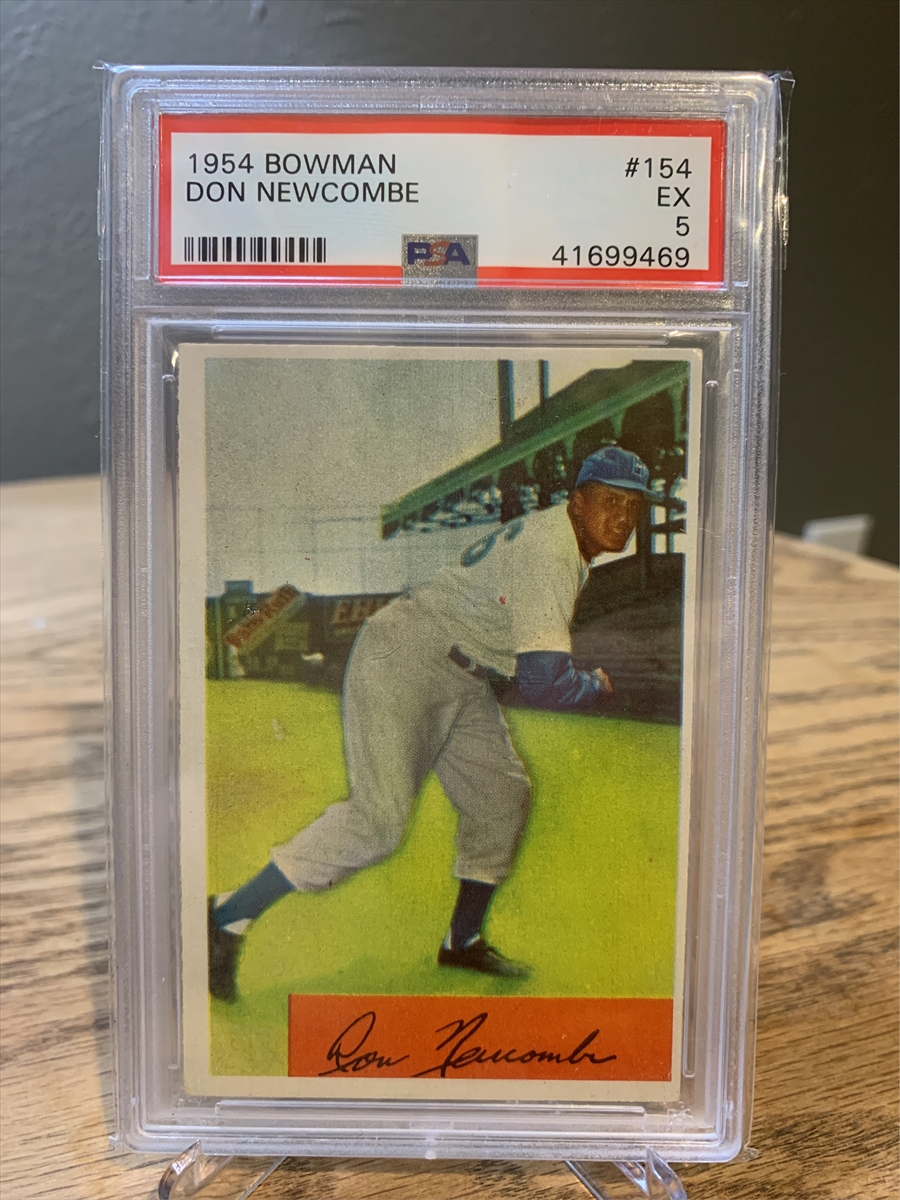 1954 BOWMAN #154
DON NEWCOMBE EX
5
PSA 41699469
Don Newcombe